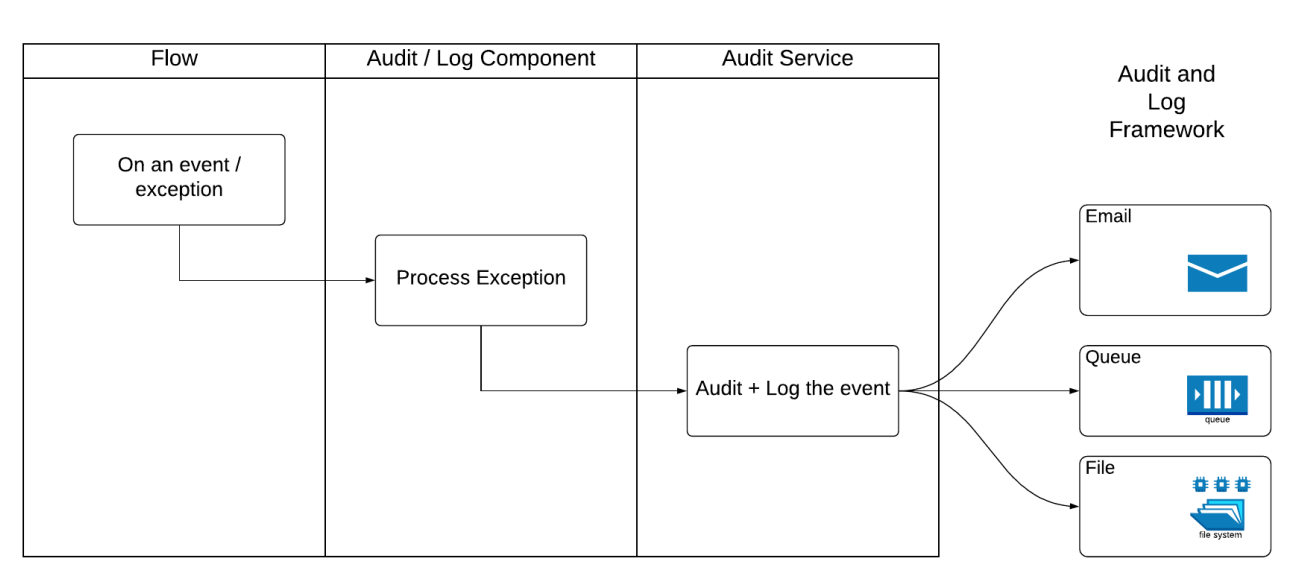 Flow
Audit / Log Component
Audit Service
Audit and
Log
Framework
On an event /
exception
Process Exception
Audit + Log the event
Email
Queue
queue
File
file system